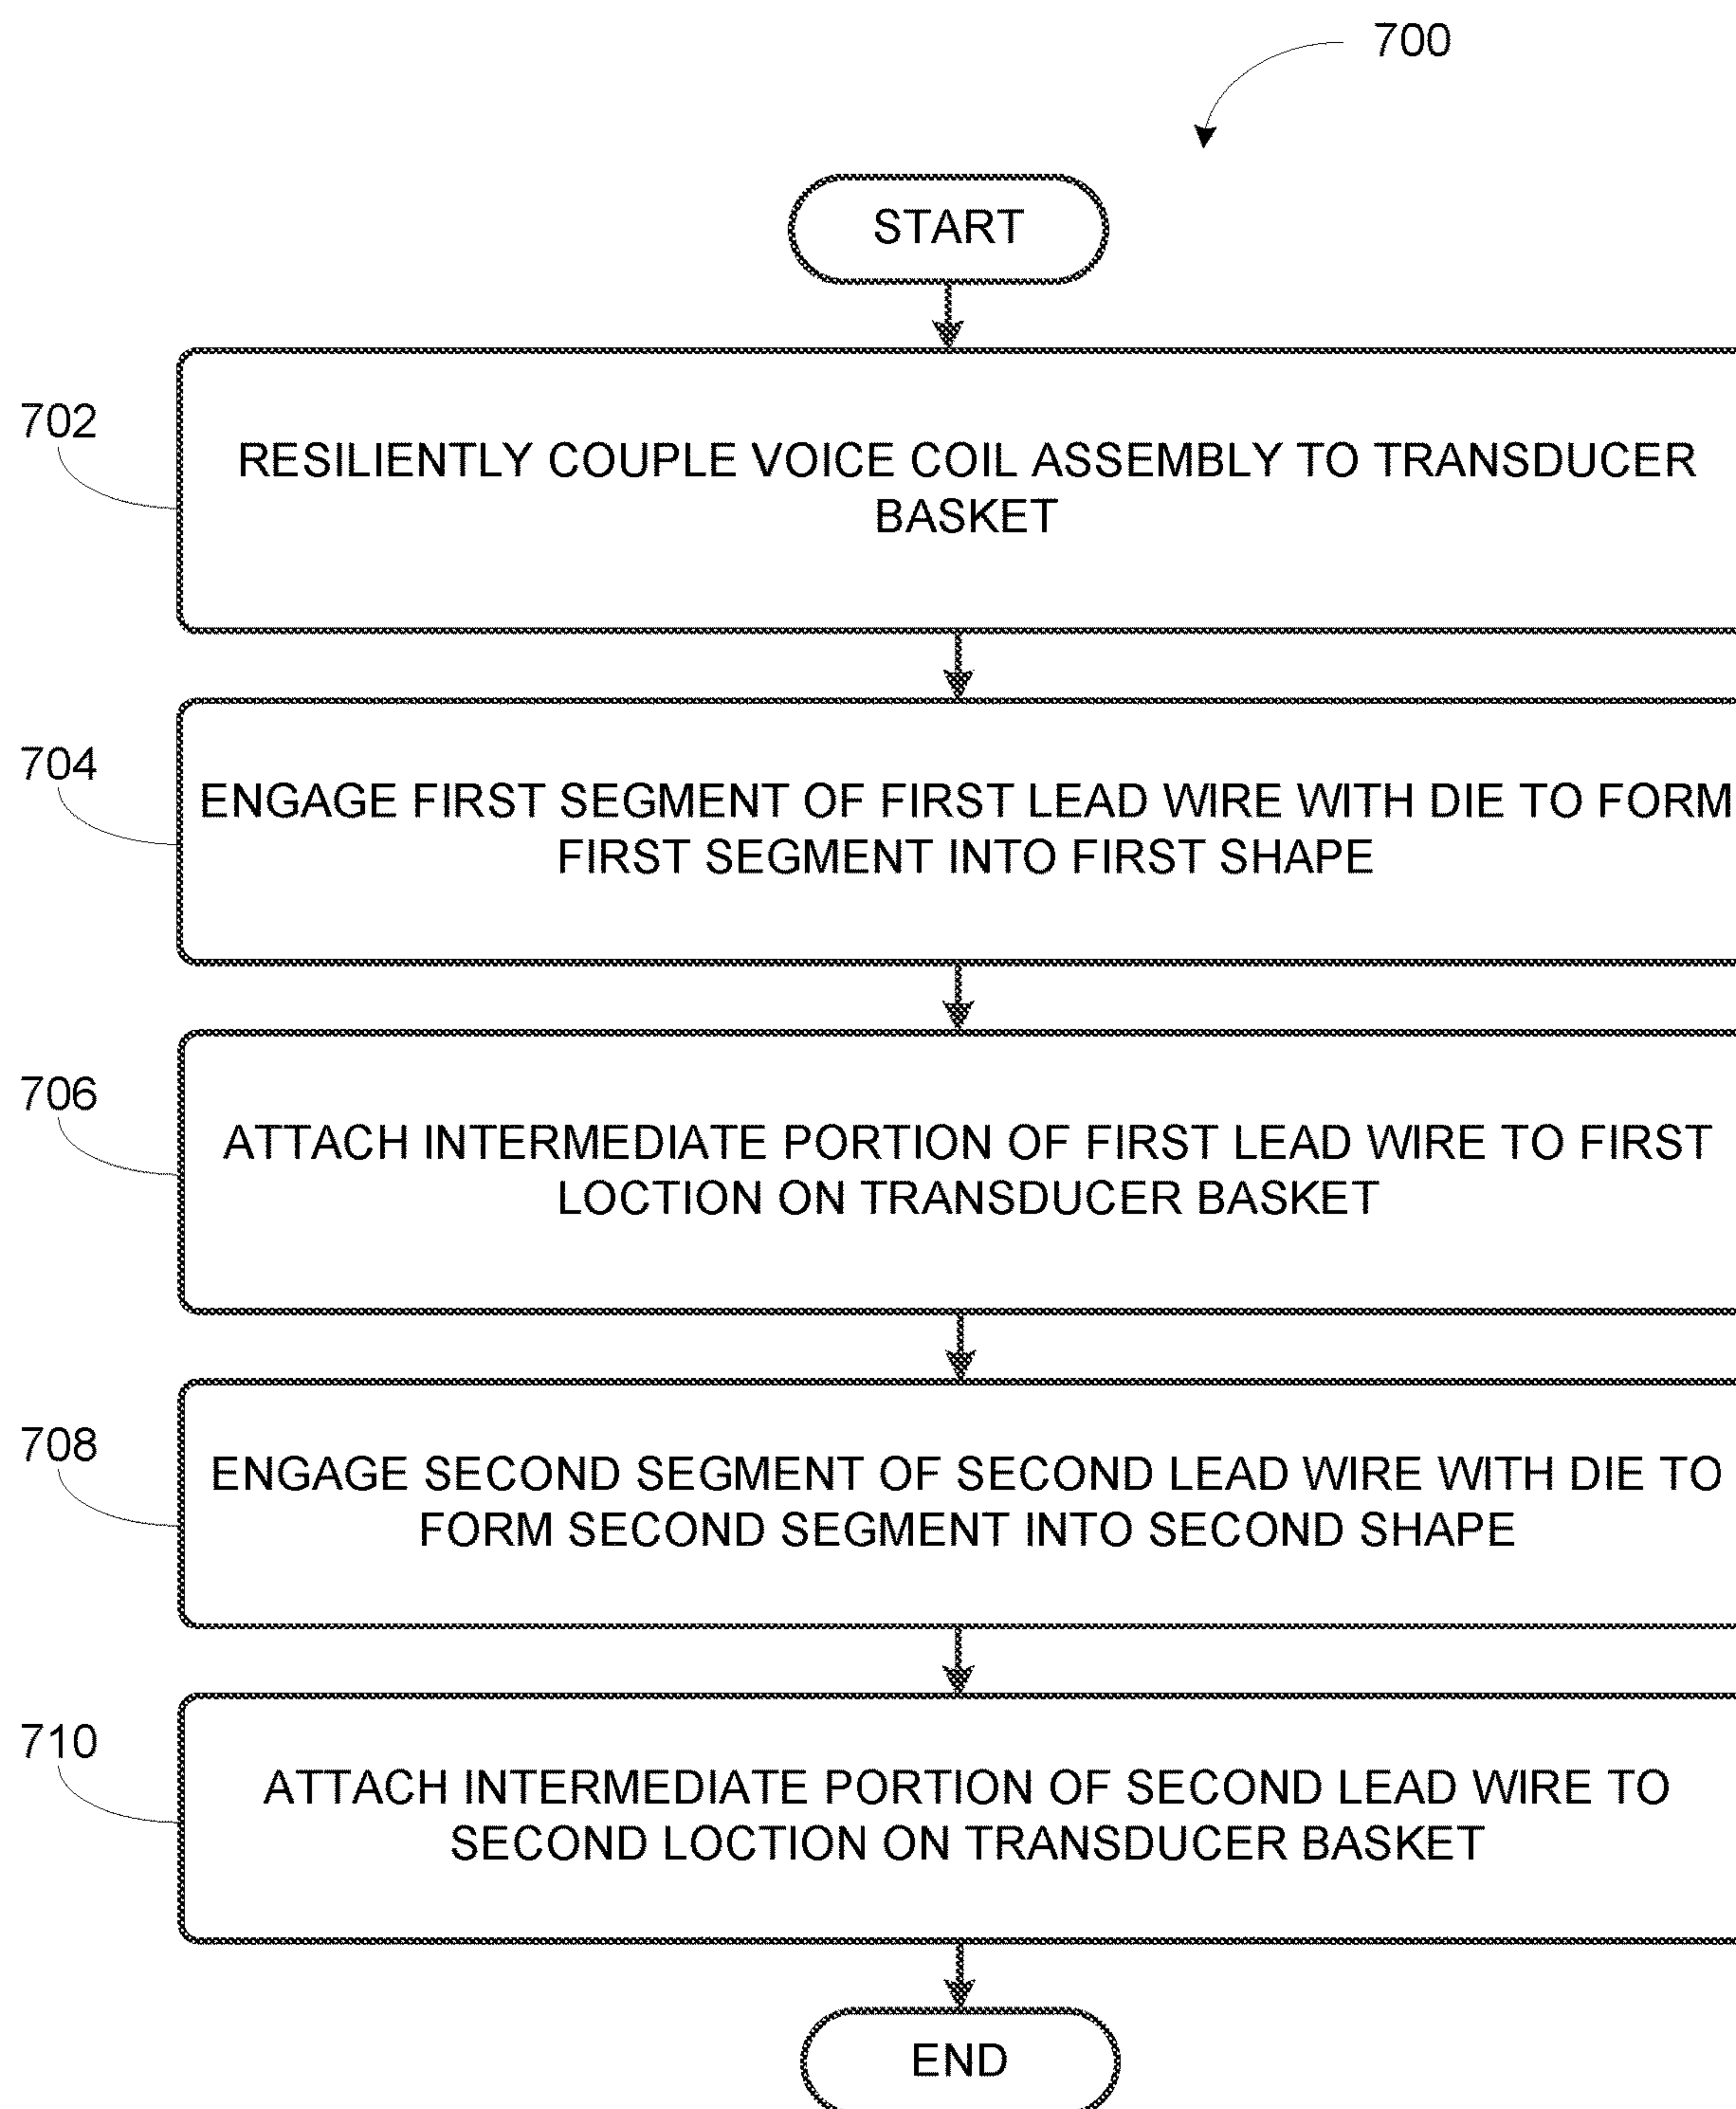 700
START
702
RESILIENTLY COUPLE VOICE COIL ASSEMBLY TO TRANSDUCER
BASKET
704
ENGAGE FIRST SEGMENT OF FIRST LEAD WIRE WITH DIE TO FORM
FIRST SEGMENT INTO FIRST SHAPE
706
ATTACH INTERMEDIATE PORTION OF FIRST LEAD WIRE TO FIRST
LOCTION ON TRANSDUCER BASKET
708
ENGAGE SECOND SEGMENT OF SECOND LEAD WIRE WITH DIE TO
FORM SECOND SEGMENT INTO SECOND SHAPE
710
ATTACH INTERMEDIATE PORTION OF SECOND LEAD WIRE TO
SECOND LOCTION ON TRANSDUCER BASKET
END